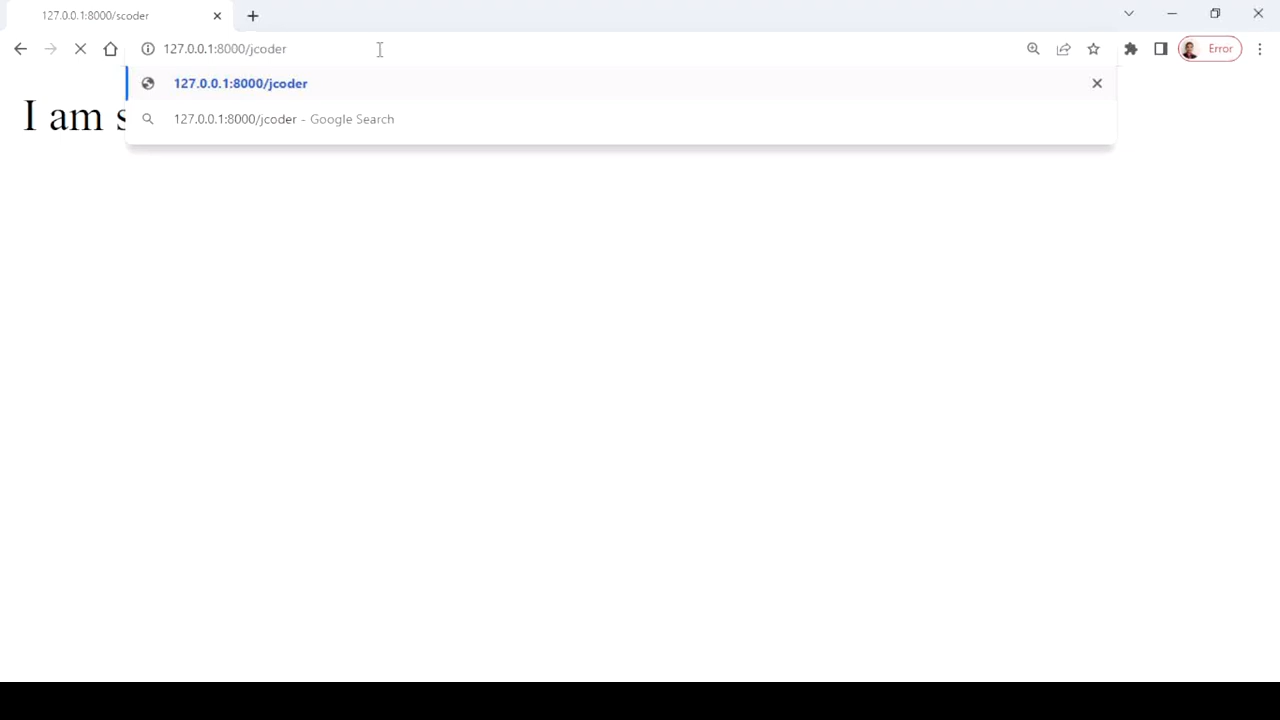 127.0.0.1:8000/scoder
127.0.0.1:8000/jcoder
Error
127.0.0.1:8000/jcoder
127.0.0.1:8000/jcoder - Google Search
I am s